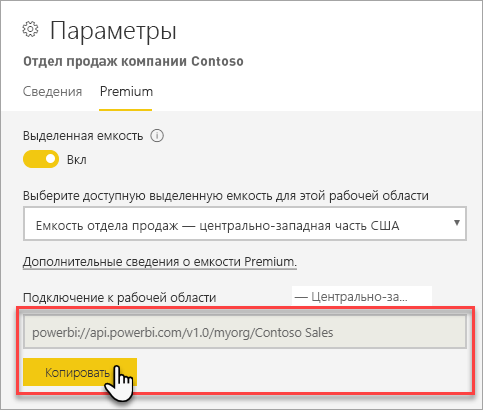 Параметры
Отдел продаж компании Contoso
Сведения Premium
Выделенная емкость
Вкл
Выберите доступную выделенную емкость для этой рабочей области
Емкость отдела продаж — центрально-западная часть США
Дополнительные сведения о емкости Premium.
Подключение к рабочей области — Центрально-за...
powerbi://api.powerbi.com/v1.0/myorg/Contoso Sales
Копировать